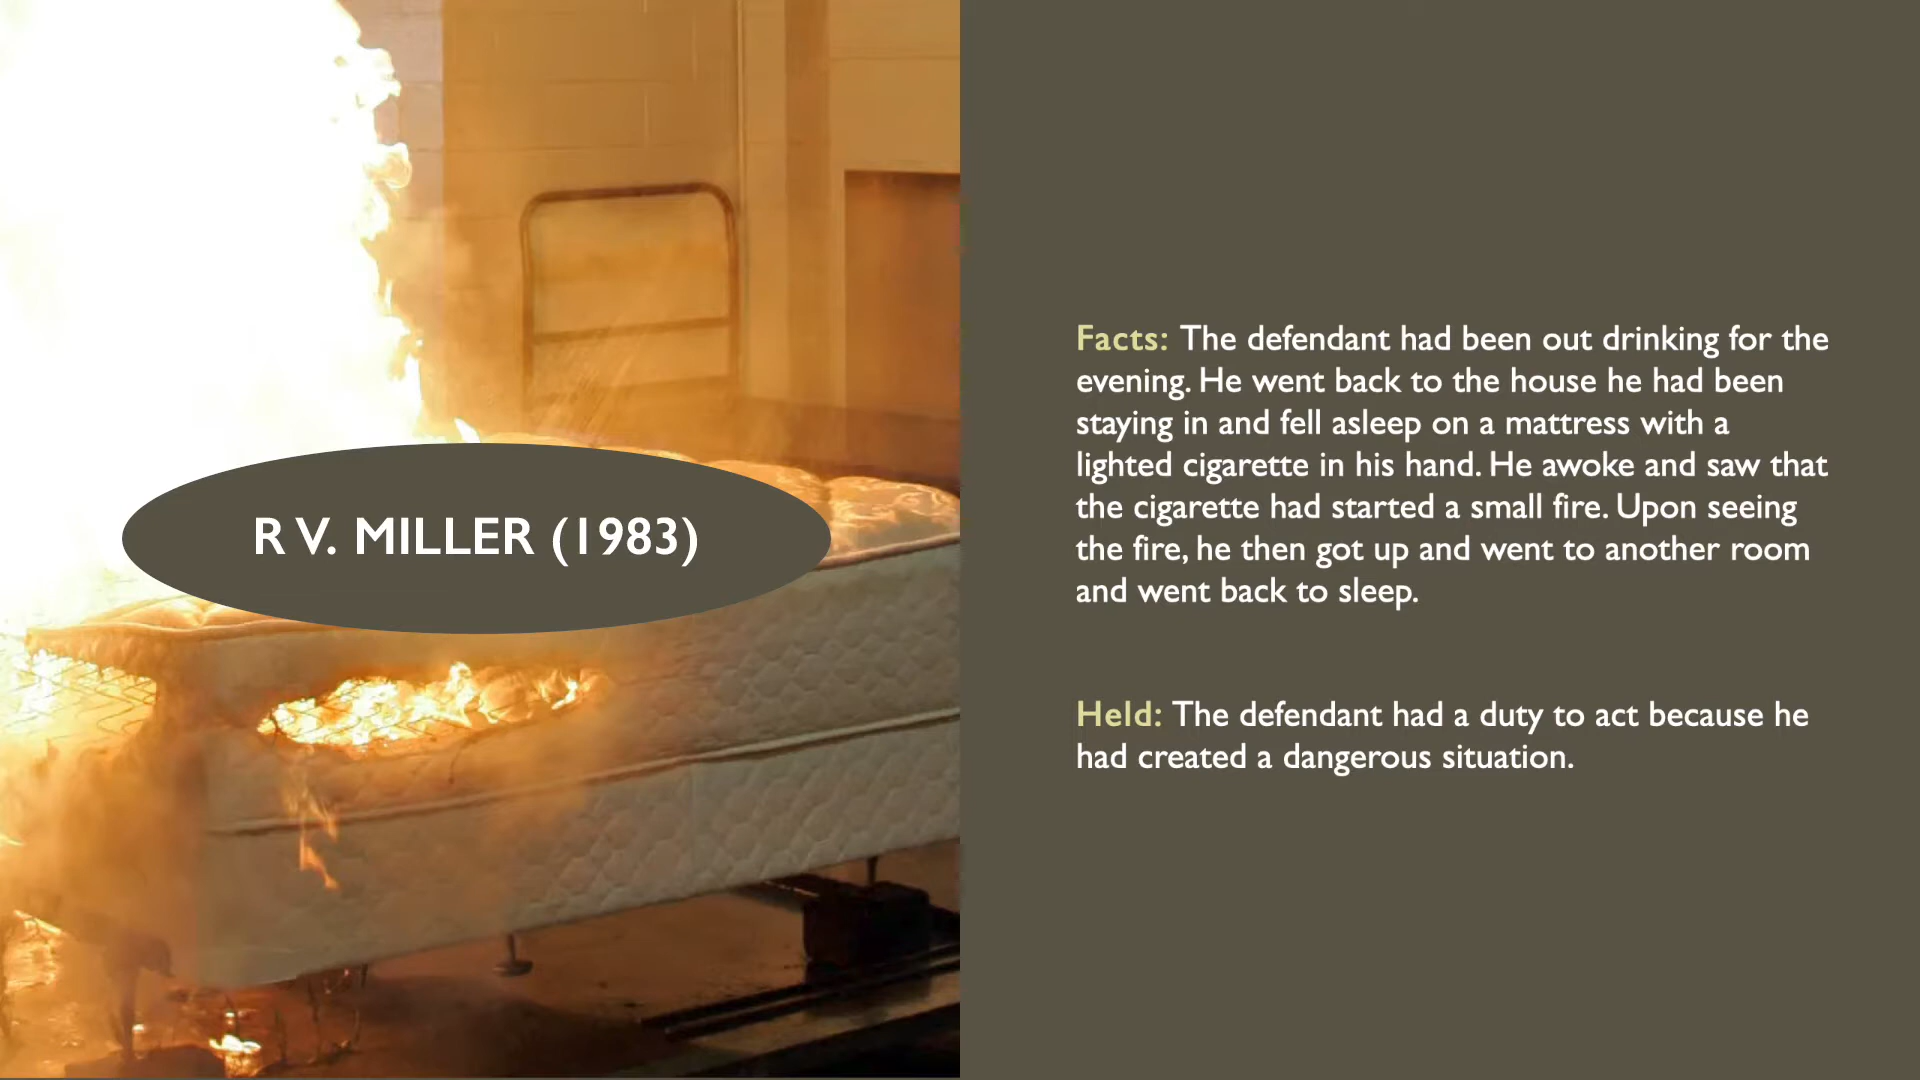 R V. MILLER (1983)
Facts: The defendant had been out drinking for the
evening. He went back to the house he had been
staying in and fell asleep on a mattress with a
lighted cigarette in his hand. He awoke and saw that
the cigarette had started a small fire. Upon seeing
the fire, he then got up and went to another room
and went back to sleep.
Held: The defendant had a duty to act because he
had created a dangerous situation.